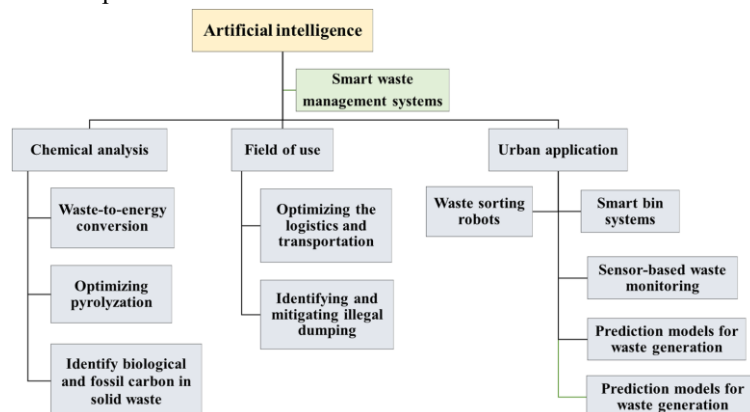 Artificial intelligence
Smart waste
management systems
Chemical analysis
Field of use
Urban application
Waste-to-energy
conversion
Optimizing
pyrolyzation
Identify biological
and fossil carbon in
solid waste
Optimizing the
logistics and
transportation
Identifying and
mitigating illegal
dumping
Waste sorting
robots
Smart bin
systems
Sensor-based waste
monitoring
Prediction models for
waste generation
Prediction models for
waste generation